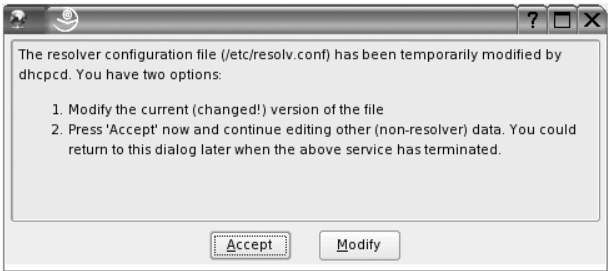 The resolver configuration file (/etc/resolv.conf) has been temporarily modified by
dhcpcd. You have two options:
1. Modify the current (changed!) version of the file
2. Press 'Accept' now and continue editing other (non-resolver) data. You could
return to this dialog later when the above service has terminated.
Accept Modify